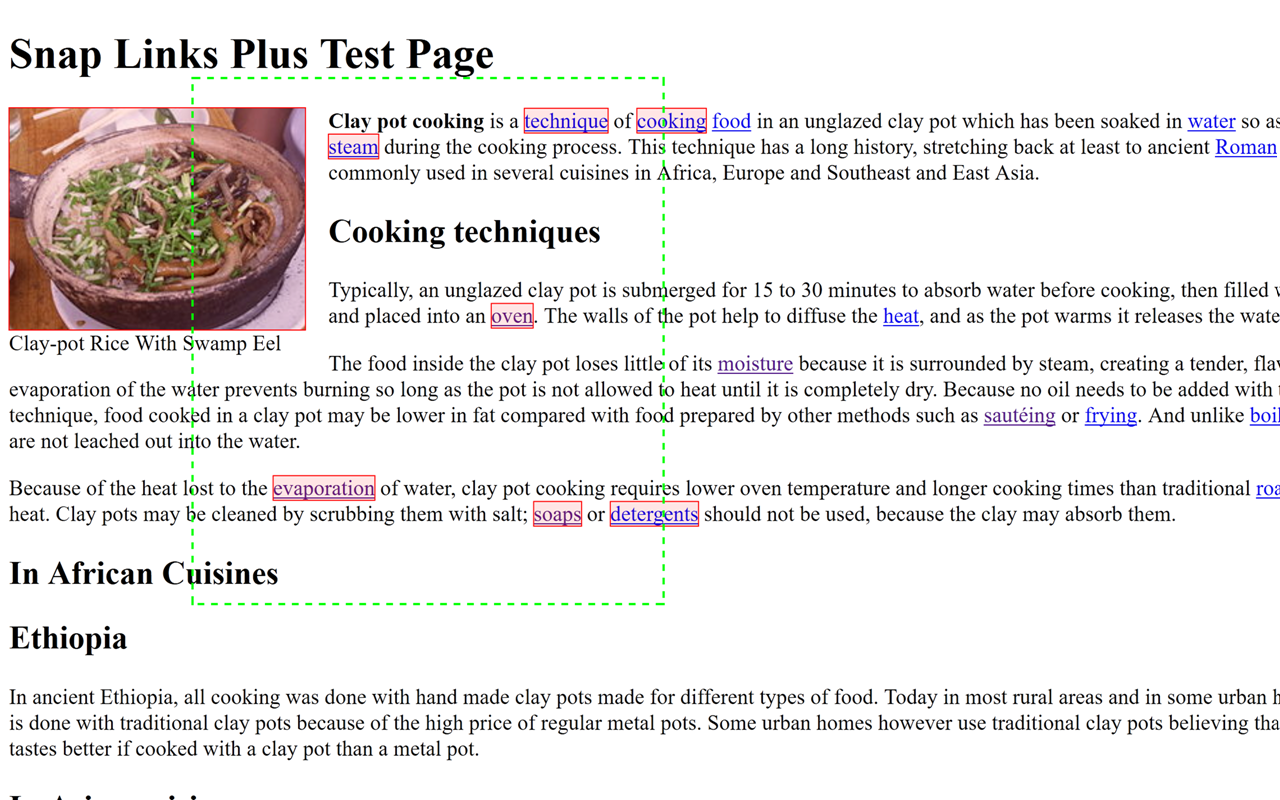 Snap Links Plus Test Page
Clay pot cooking is a technique of cooking food in an unglazed clay pot which has been soaked in water so as
steam during the cooking process. This technique has a long history, stretching back at least to ancient Roman
commonly used in several cuisines in Africa, Europe and Southeast and East Asia.
Cooking techniques
Typically, an unglazed clay pot is submerged for 15 to 30 minutes to absorb water before cooking, then filled
and placed into an oven. The walls of the pot help to diffuse the heat, and as the pot warms it releases the
Clay-pot Rice With Swamp Eel
The food inside the clay pot loses little of its moisture because it is surrounded by steam, creating a tender,
evaporation of the water prevents burning so long as the pot is not allowed to heat until it is completely dry. Because no oil needs to be added with
technique, food cooked in a clay pot may be lower in fat compared with food prepared by other methods such as sautéing or frying. And unlike
are not leached out into the water.
Because of the heat lost to the evaporation of water, clay pot cooking requires lower oven temperature and longer cooking times than traditional
heat. Clay pots may be cleaned by scrubbing them with salt; soaps or detergents should not be used, because the clay may absorb them.
In African Cuisines
Ethiopia
In ancient Ethiopia, all cooking was done with hand made clay pots made for different types of food. Today in most rural areas and in some urban
is done with traditional clay pots because of the high price of regular metal pots. Some urban homes however use traditional clay pots believing
tastes better if cooked with a clay pot than a metal pot.